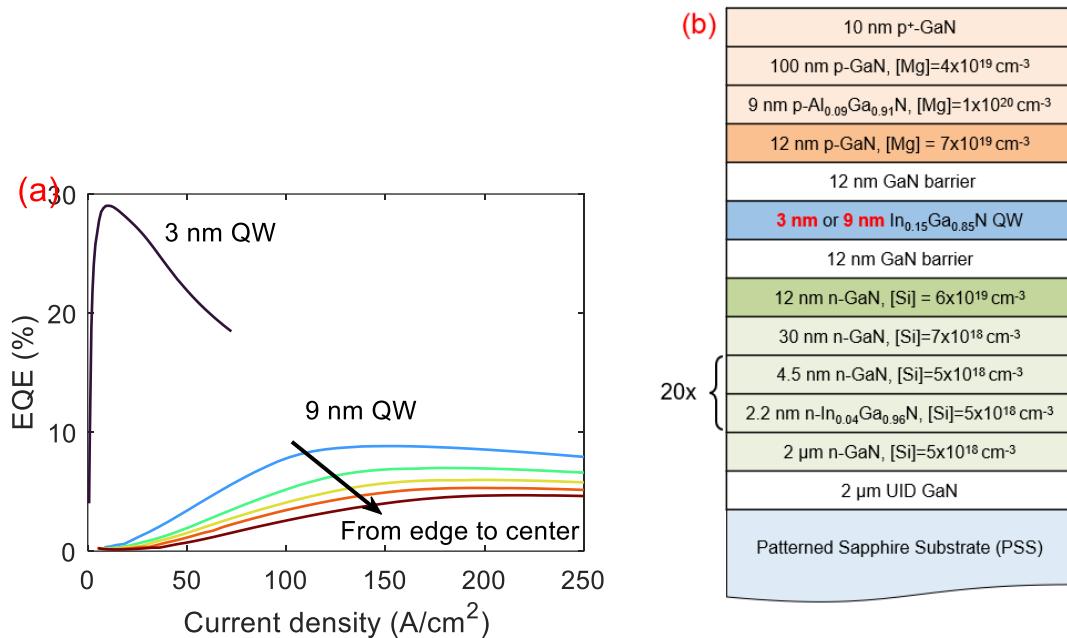 (a)
30
20
10
0
EQE (%)
3 nm QW
9 nm QW
From edge to center
0 50 100 150 200 250
Current density (A/cm²)
(b)
10 nm p⁺-GaN
100 nm p-GaN, [Mg]=4x10¹⁹ cm⁻³
9 nm p-Al₀.₀₉Ga₀.₉₁N, [Mg]=1x10²⁰ cm⁻³
12 nm p-GaN, [Mg] = 7x10¹⁹ cm⁻³
12 nm GaN barrier
3 nm or 9 nm In₀.₁₅Ga₀.₈₅N QW
12 nm GaN barrier
12 nm n-GaN, [Si] = 6x10¹⁹ cm⁻³
30 nm n-GaN, [Si]=7x10¹⁸ cm⁻³
20x
4.5 nm n-GaN, [Si]=5x10¹⁸ cm⁻³
2.2 nm n-In₀.₀₄Ga₀.₉₆N, [Si]=5x10¹⁸ cm⁻³
2 μm n-GaN, [Si]=5x10¹⁸ cm⁻³
2 μm UID GaN
Patterned Sapphire Substrate (PSS)